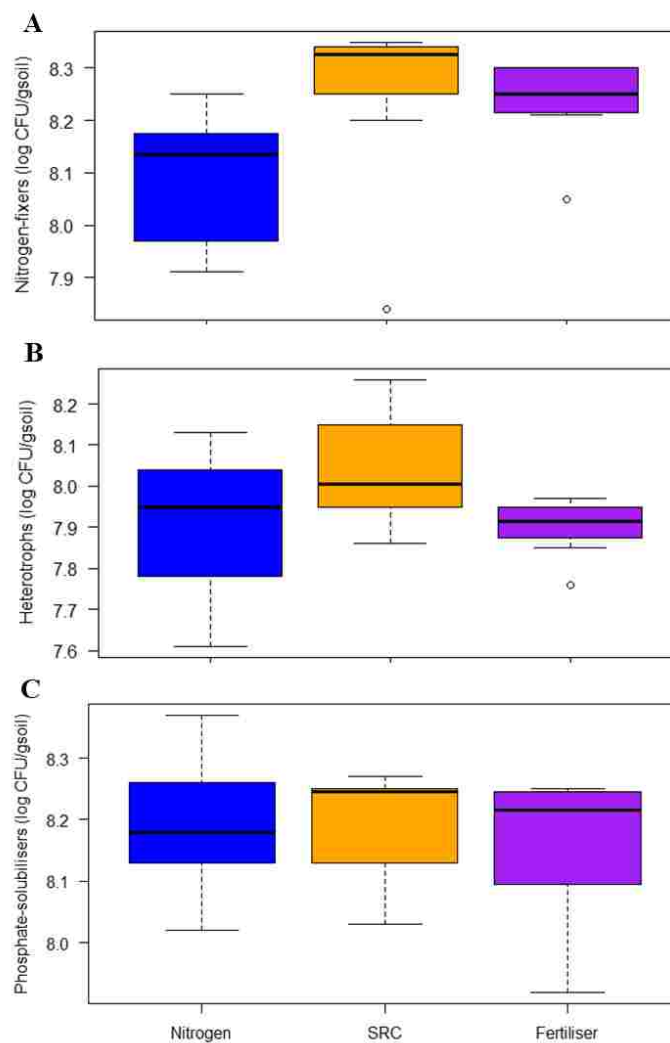 A
Nitrogen-fixers (log CFU/gsoil)
8.3
8.2
8.1
8.0
7.9
B
Heterotrophs (log CFU/gsoil)
8.2
8.1
8.0
7.9
7.8
7.7
7.6
C
Phosphate-solubilisers (log CFU/gsoil)
8.3
8.2
8.1
8.0
Nitrogen SRC Fertiliser